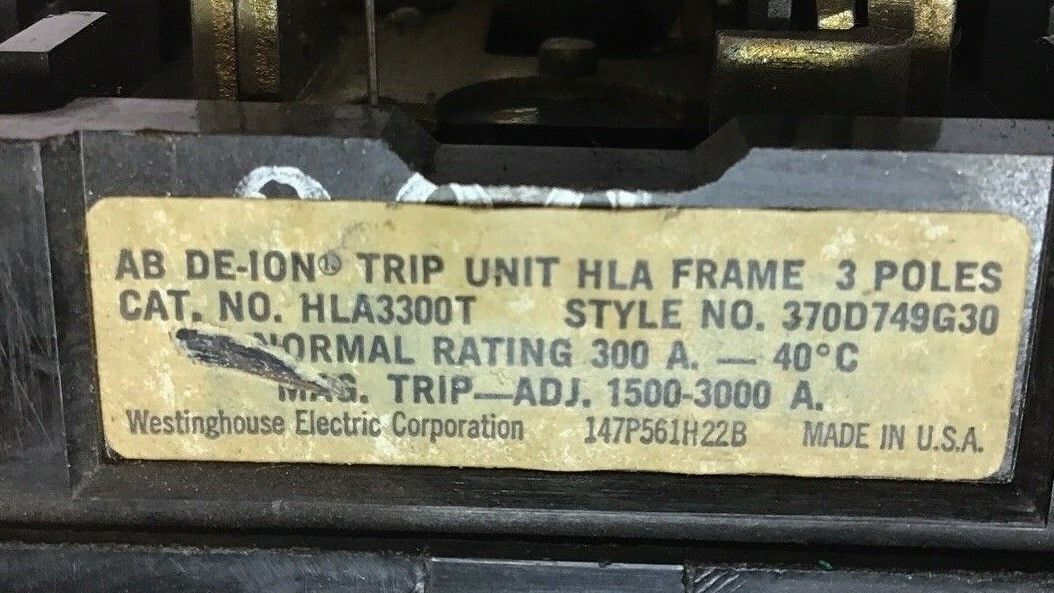 AB DE-ION® TRIP UNIT HLA FRAME 3 POLES
CAT. NO. HLA3300T STYLE NO. 370D749G30
NORMAL RATING 300 A. — 40°C
MAG. TRIP—ADJ. 1500-3000 A.
Westinghouse Electric Corporation 147P561H22B MADE IN U.S.A.